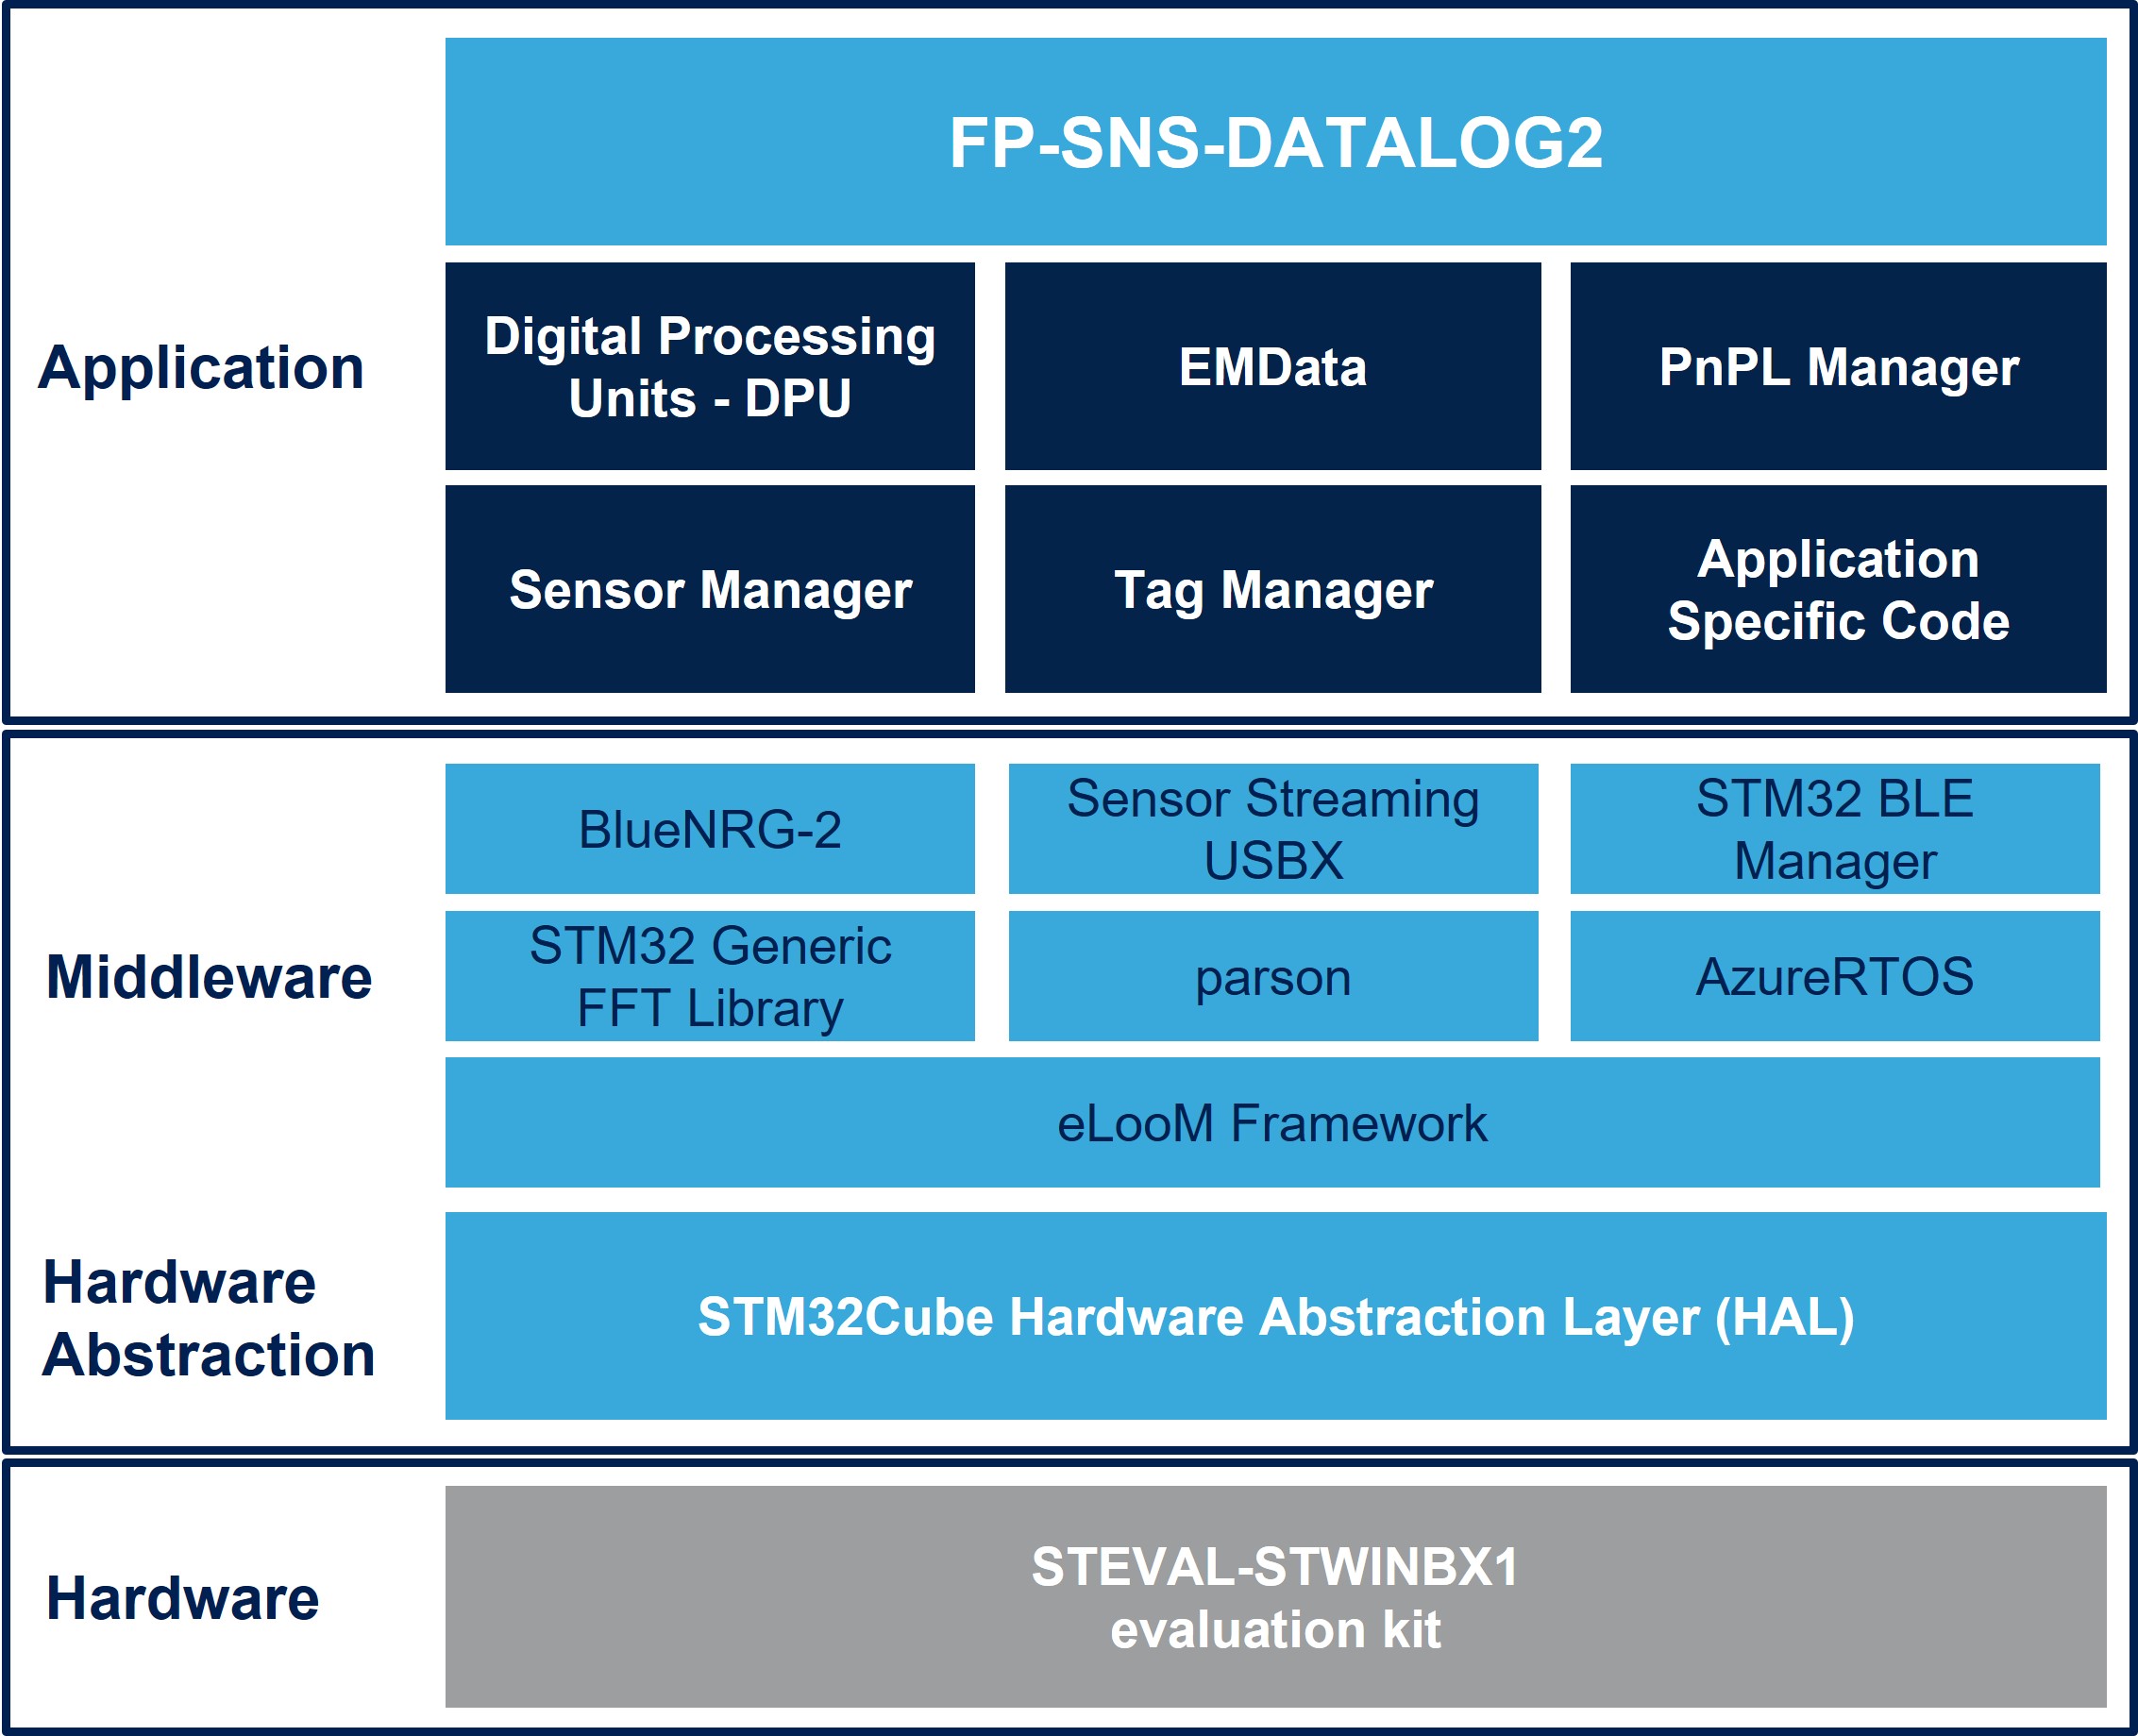 FP-SNS-DATALOG2
Application
Digital Processing
Units - DPU
EMData
PnPL Manager
Sensor Manager
Tag Manager
Application
Specific Code
Middleware
BlueNRG-2
Sensor Streaming
USBX
STM32 BLE
Manager
STM32 Generic
FFT Library
parson
AzureRTOS
eLooM Framework
Hardware
Abstraction
STM32Cube Hardware Abstraction Layer (HAL)
Hardware
STEVAL-STWINBX1
evaluation kit